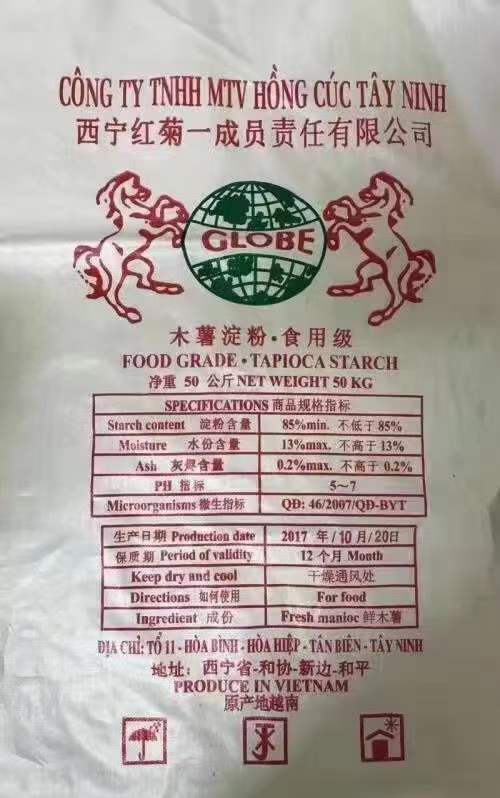 CÔNG TY TNHH MTV HỒNG CÚC TÂY NINH
西宁红菊一成员责任有限公司
GLOBE
木薯淀粉·食用级
FOOD GRADE · TAPIOCA STARCH
净重 50 公斤 NET WEIGHT 50 KG
SPECIFICATIONS 商品规格指标
Starch content 淀粉含量 85%min. 不低于 85%
Moisture 水份含量 13%max. 不高于 13%
Ash 灰烬含量 0.2%max. 不高于 0.2%
PH 指标 5~7
Microorganisms 微生指标 QĐ: 46/2007/QĐ-BYT
生产日期 Production date 2017 年/10月/20日
保质期 Period of validity 12 个月 Month
Keep dry and cool 干燥通风处
Directions 如何使用 For food
Ingredient 成份 Fresh manioc 鲜木薯
ĐỊA CHỈ: TỔ 11 - HÒA BÌNH - HÒA HIỆP - TÂN BIÊN - TÂY NINH
地址：西宁省-和协-新边-和平
PRODUCE IN VIETNAM
原产地越南